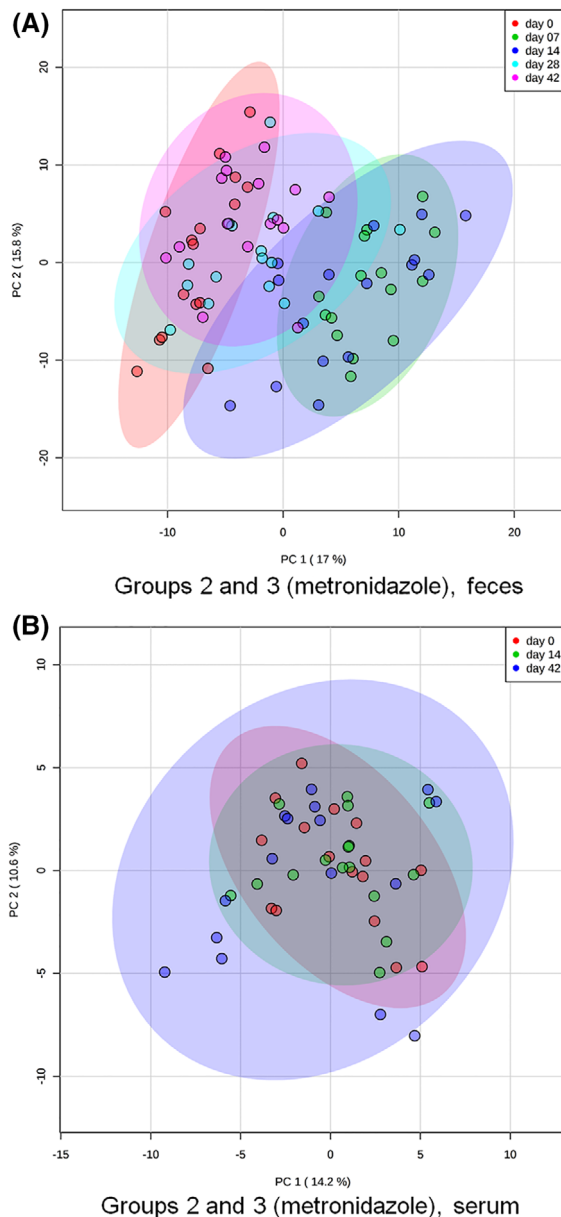 (A)
day 0
day 07
day 14
day 28
day 42
20
10
0
-10
-20
PC 2 ( 15.8 %)
-10 0 10 20
PC 1 ( 17 %)
Groups 2 and 3 (metronidazole), feces
(B)
day 0
day 14
day 42
10
5
0
-5
-10
PC 2 ( 10.6 %)
-15 -10 -5 0 5 10
PC 1 ( 14.2 %)
Groups 2 and 3 (metronidazole), serum